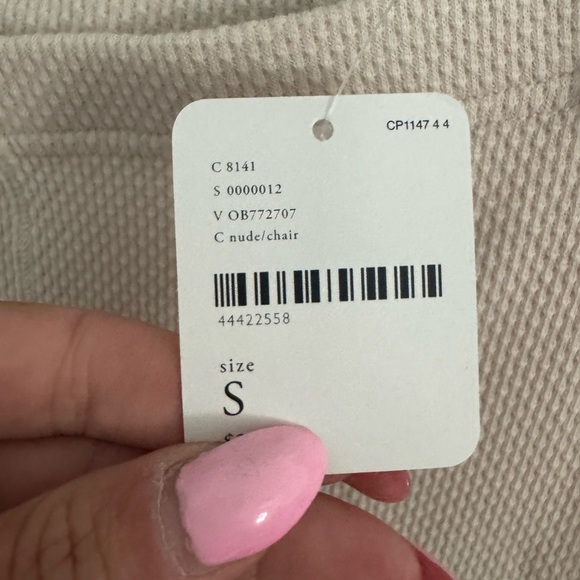 CP1147 4 4
C 8141
S 0000012
V OB772707
C nude/chair
44422558
size
S